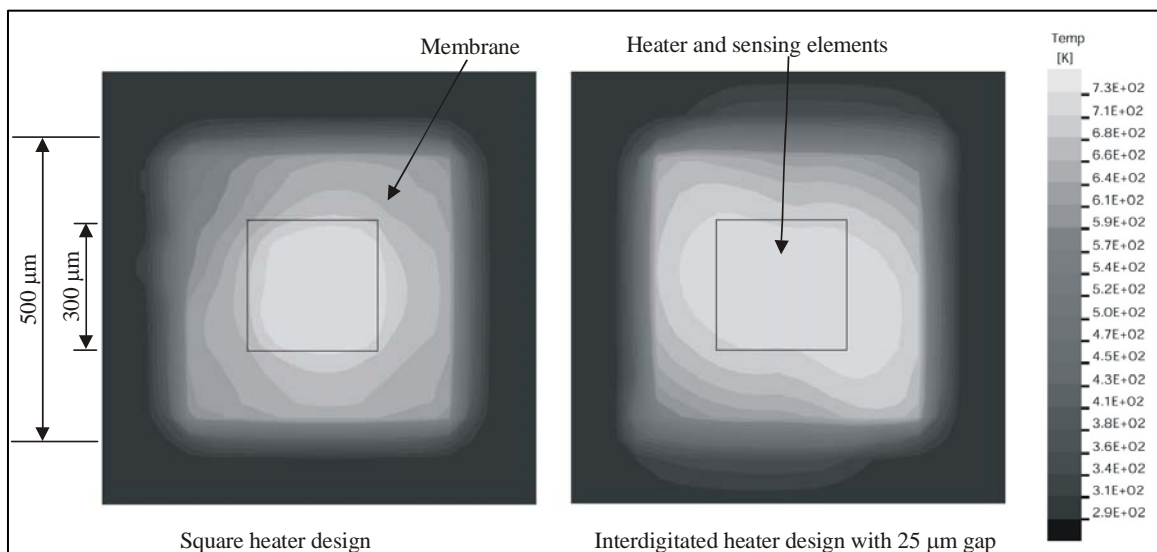 Membrane
Heater and sensing elements
Temp
[K]
7.3E+02
7.1E+02
6.8E+02
6.6E+02
6.4E+02
6.1E+02
5.9E+02
5.7E+02
5.4E+02
5.2E+02
5.0E+02
4.7E+02
4.5E+02
4.3E+02
4.1E+02
3.8E+02
3.6E+02
3.4E+02
3.1E+02
2.9E+02
500 μm
300 μm
Square heater design
Interdigitated heater design with 25 μm gap